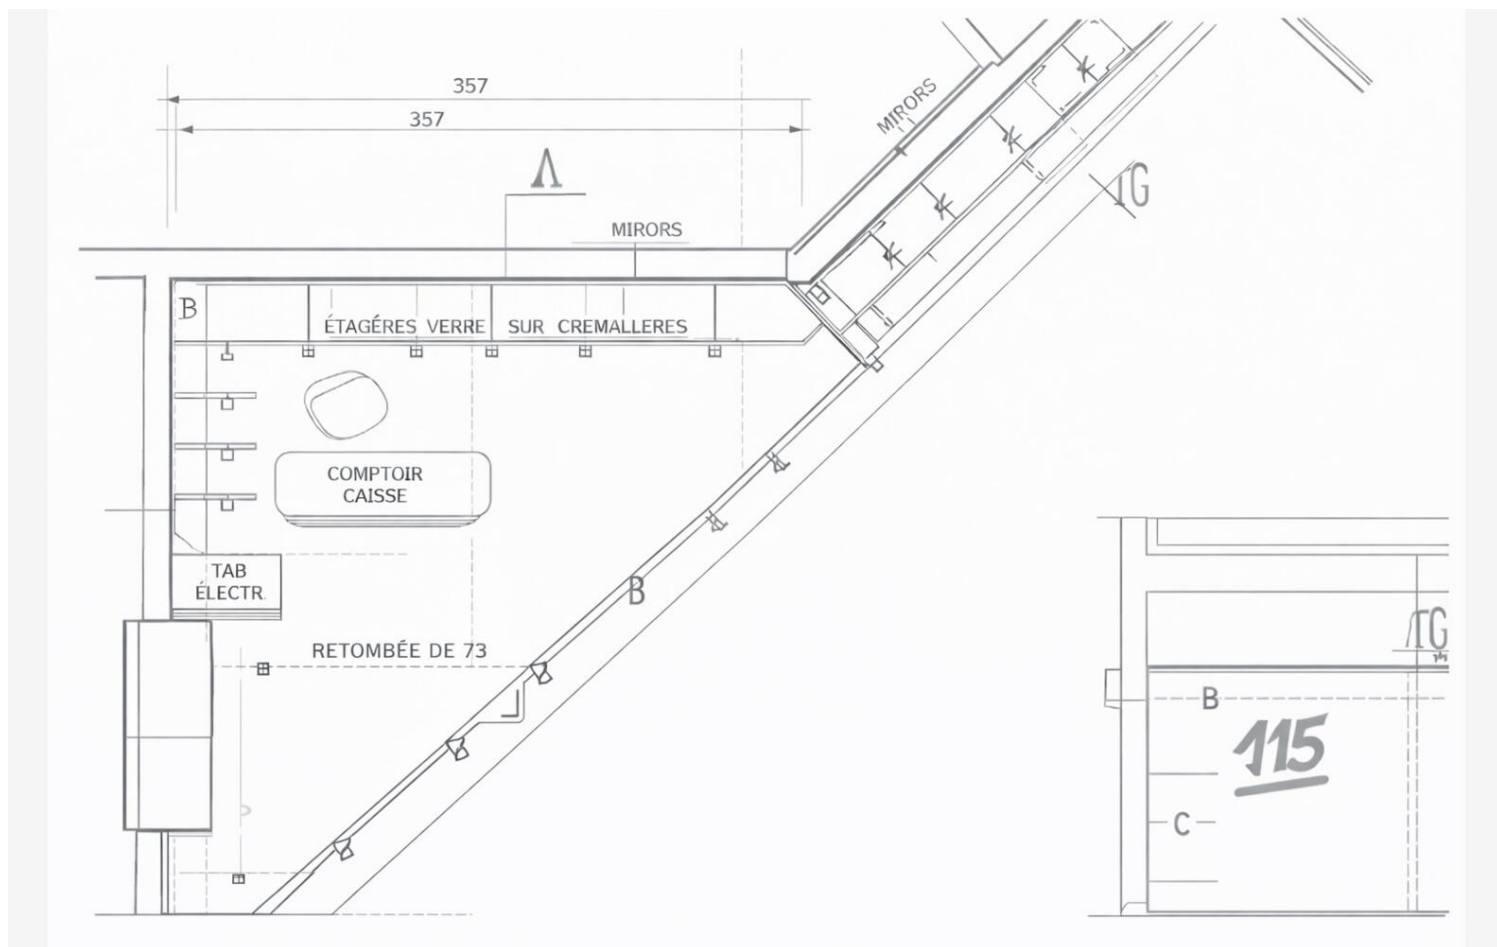 357
357
MIRORS
Λ
TG
MIRORS
B
ÉTAGÉRES VERRE SUR CREMALLERES
COMPTOIR
CAISSE
TAB
ÉLECTR.
B
RETOMBÉE DE 73
TG
B
115
C